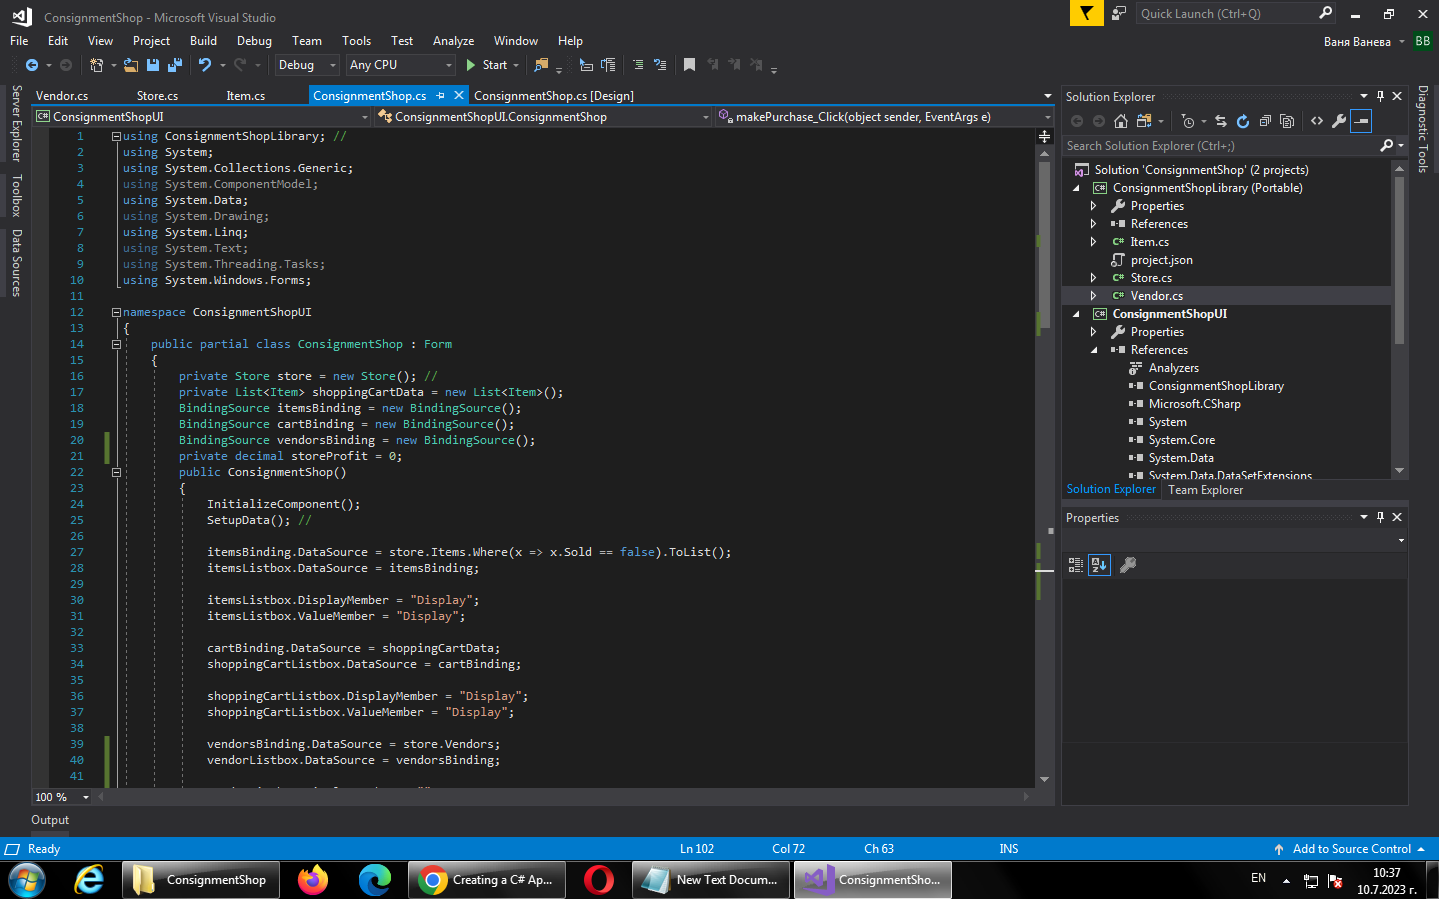 ConsignmentShop - Microsoft Visual Studio
Quick Launch (Ctrl+Q)
File Edit View Project Build Debug Team Tools Test Analyze Window Help
Ваня Ванева BB
Debug Any CPU Start
Vendor.cs Store.cs Item.cs ConsignmentShop.cs ConsignmentShop.cs [Design]
ConsignmentShopUI ConsignmentShopUI.ConsignmentShop makePurchase_Click(object sender, EventArgs e)
Server Explorer
Toolbox
Data Sources
1 using ConsignmentShopLibrary; //
2 using System;
3 using System.Collections.Generic;
4 using System.ComponentModel;
5 using System.Data;
6 using System.Drawing;
7 using System.Linq;
8 using System.Text;
9 using System.Threading.Tasks;
10 using System.Windows.Forms;
11
12 namespace ConsignmentShopUI
13 {
14 public partial class ConsignmentShop : Form
15 {
16 private Store store = new Store(); //
17 private List<Item> shoppingCartData = new List<Item>();
18 BindingSource itemsBinding = new BindingSource();
19 BindingSource cartBinding = new BindingSource();
20 BindingSource vendorsBinding = new BindingSource();
21 private decimal storeProfit = 0;
22 public ConsignmentShop()
23 {
24 InitializeComponent();
25 SetupData(); //
26
27 itemsBinding.DataSource = store.Items.Where(x => x.Sold == false).ToList();
28 itemsListbox.DataSource = itemsBinding;
29
30 itemsListbox.DisplayMember = "Display";
31 itemsListbox.ValueMember = "Display";
32
33 cartBinding.DataSource = shoppingCartData;
34 shoppingCartListbox.DataSource = cartBinding;
35
36 shoppingCartListbox.DisplayMember = "Display";
37 shoppingCartListbox.ValueMember = "Display";
38
39 vendorsBinding.DataSource = store.Vendors;
40 vendorListbox.DataSource = vendorsBinding;
41
100 %
Output
Solution Explorer
Search Solution Explorer (Ctrl+;)
Solution 'ConsignmentShop' (2 projects)
C# ConsignmentShopLibrary (Portable)
Properties
References
C# Item.cs
project.json
C# Store.cs
C# Vendor.cs
C# ConsignmentShopUI
Properties
References
Analyzers
ConsignmentShopLibrary
Microsoft.CSharp
System
System.Core
System.Data
System.Data.DataSetExtensions
Solution Explorer Team Explorer
Properties
Diagnostic Tools
Ready Ln 102 Col 72 Ch 63 INS Add to Source Control
ConsignmentShop Creating a C# Ap... New Text Docum... ConsignmentSho... EN 10:37
10.7.2023 г.